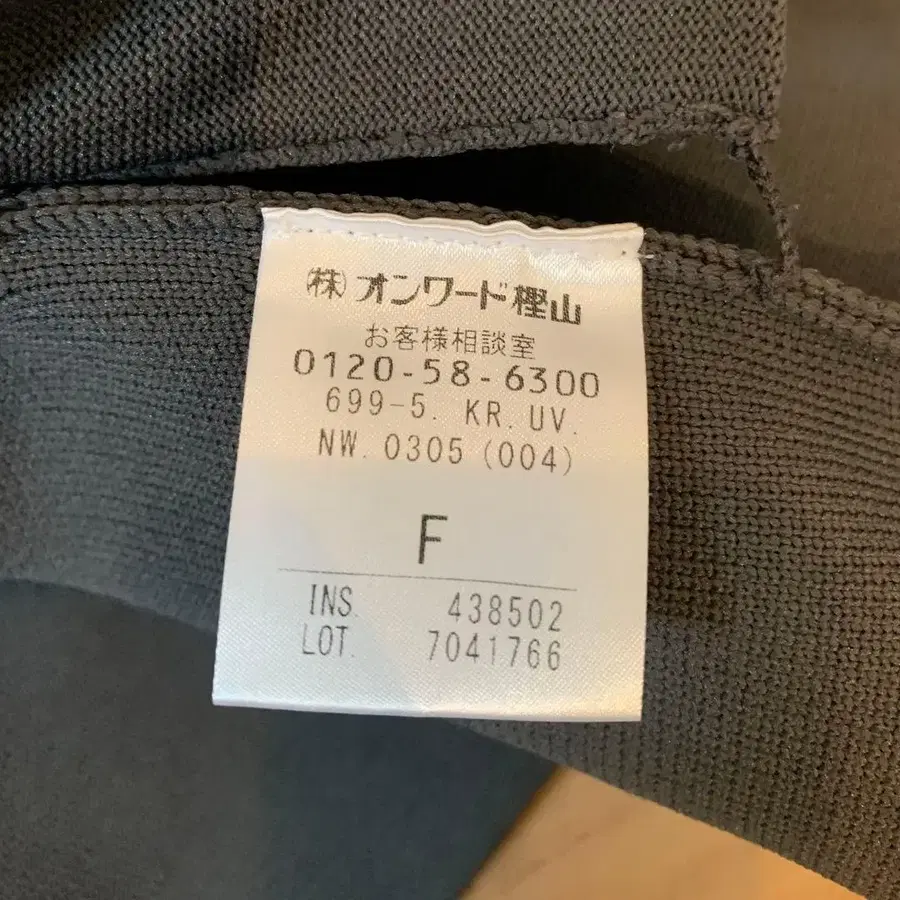 ㈱オンワード樫山
お客様相談室
0120-58-6300
699-5. KR. UV.
NW. 0305 (004)
F
INS. 438502
LOT. 7041766